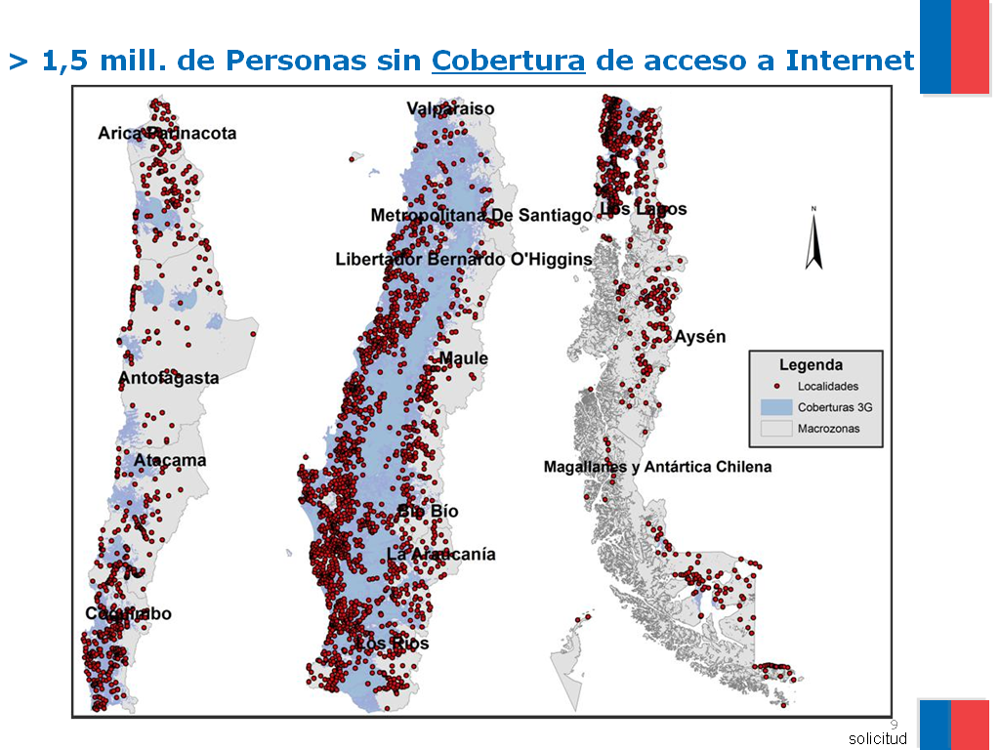 > 1,5 mill. de Personas sin Cobertura de acceso a Internet
Arica Parinacota
Antofagasta
Atacama
Coquimbo
Valparaiso
Metropolitana De Santiago
Libertador Bernardo O'Higgins
Maule
Bío Bío
La Araucanía
Los Ríos
Los Lagos
Aysén
Magallanes y Antártica Chilena
N
Legenda
Localidades
Coberturas 3G
Macrozonas
9
solicitud